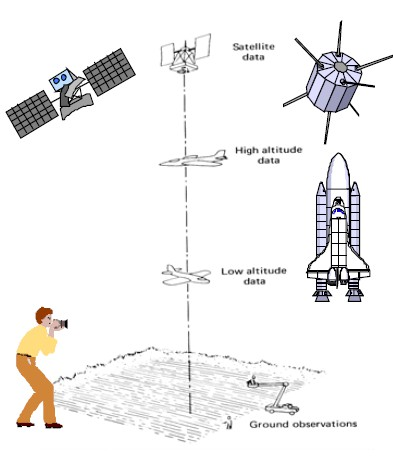 Satellite
data
High altitude
data
Low altitude
data
Ground observations